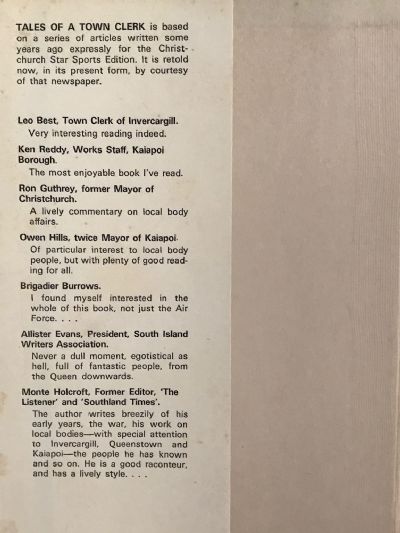 TALES OF A TOWN CLERK is based
on a series of articles written some
years ago expressly for the Christ-
church Star Sports Edition. It is retold
now, in its present form, by courtesy
of that newspaper.
Leo Best, Town Clerk of Invercargill.
Very interesting reading indeed.
Ken Reddy, Works Staff, Kaiapoi
Borough.
The most enjoyable book I've read.
Ron Guthrey, former Mayor of
Christchurch.
A lively commentary on local body
affairs.
Owen Hills, twice Mayor of Kaiapoi.
Of particular interest to local body
people, but with plenty of good read-
ing for all.
Brigadier Burrows.
I found myself interested in the
whole of this book, not just the Air
Force. . . .
Allister Evans, President, South Island
Writers Association.
Never a dull moment, egotistical as
hell, full of fantastic people, from
the Queen downwards.
Monte Holcroft, Former Editor, 'The
Listener' and 'Southland Times'.
The author writes breezily of his
early years, the war, his work on
local bodies—with special attention
to Invercargill, Queenstown and
Kaiapoi—the people he has known
and so on. He is a good raconteur,
and has a lively style. . . .